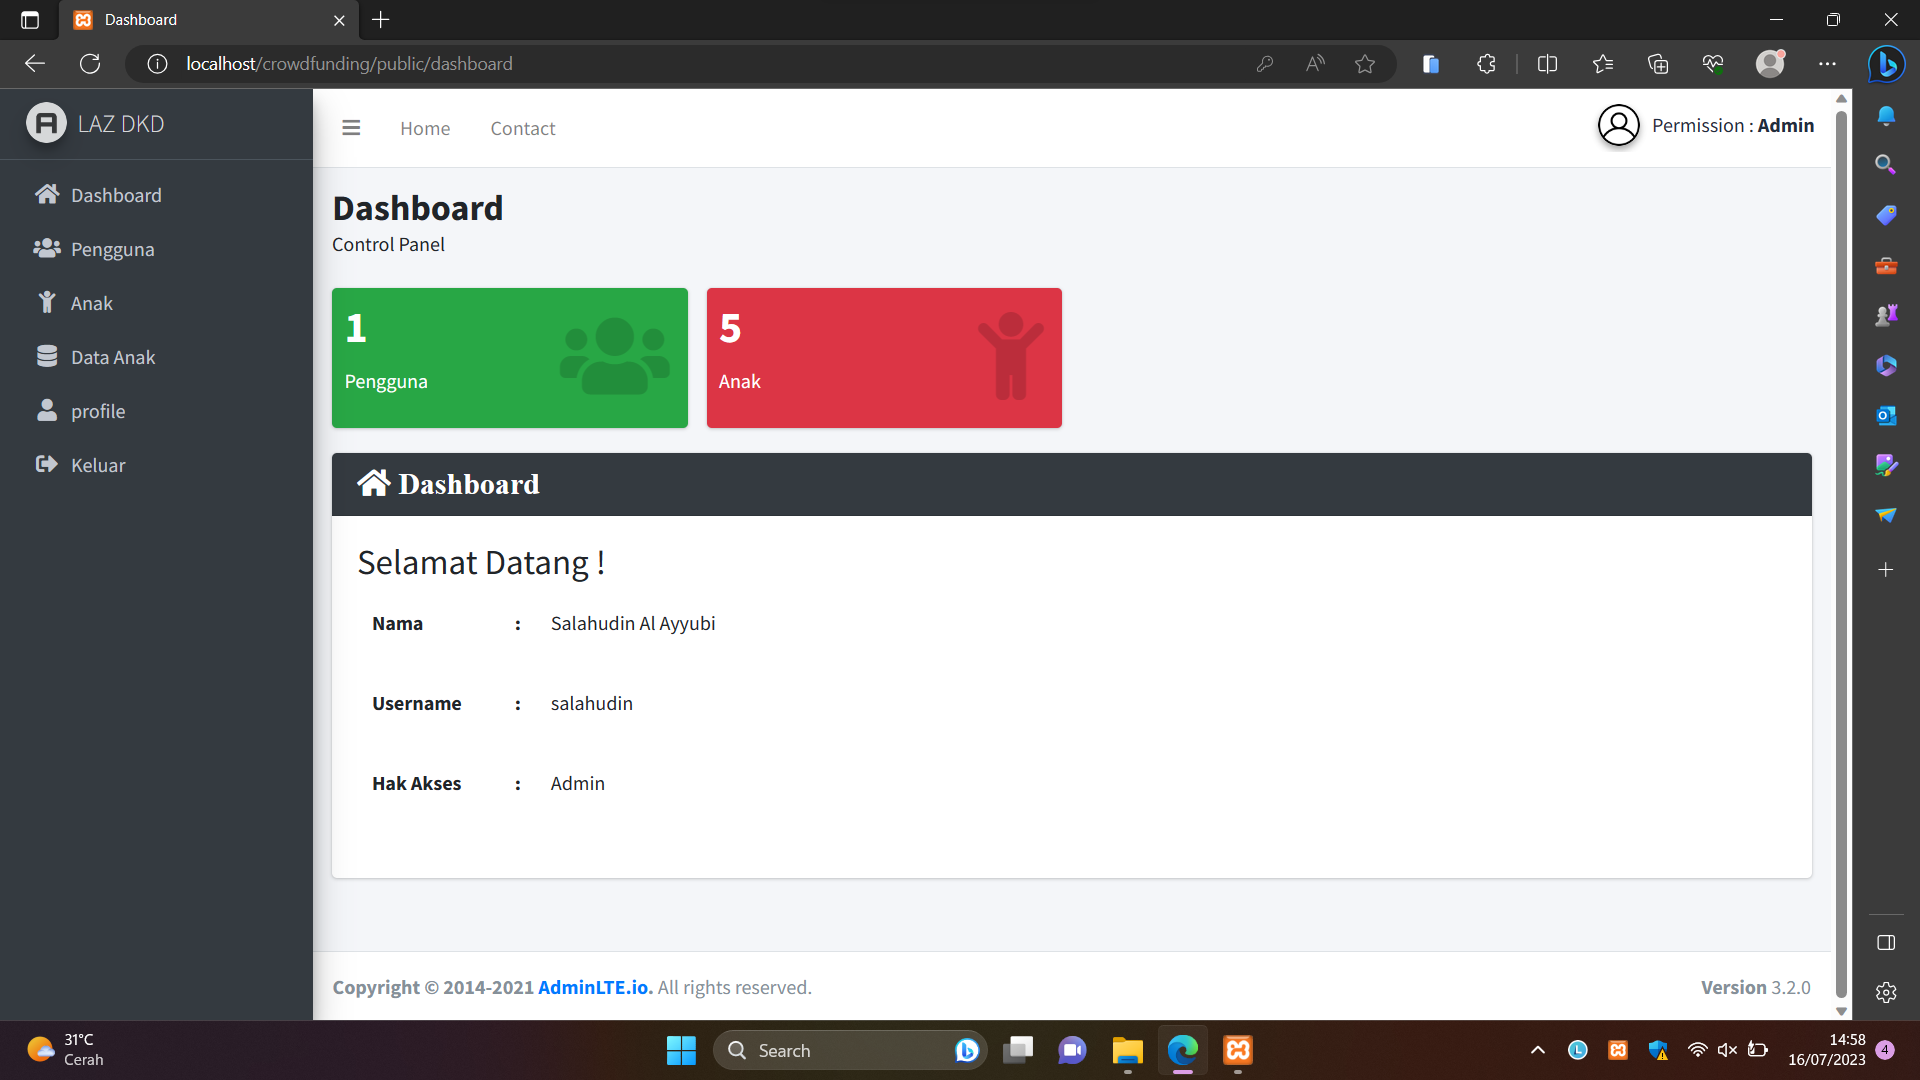 Dashboard
localhost/crowdfunding/public/dashboard
LAZ DKD
Home
Contact
Permission : Admin
Dashboard
Pengguna
Anak
Data Anak
profile
Keluar
Dashboard
Control Panel
1
Pengguna
5
Anak
Dashboard
Selamat Datang !
Nama : Salahudin Al Ayyubi
Username : salahudin
Hak Akses : Admin
Copyright © 2014-2021 AdminLTE.io. All rights reserved.
Version 3.2.0
31°C
Cerah
Search
14:58
16/07/2023
4